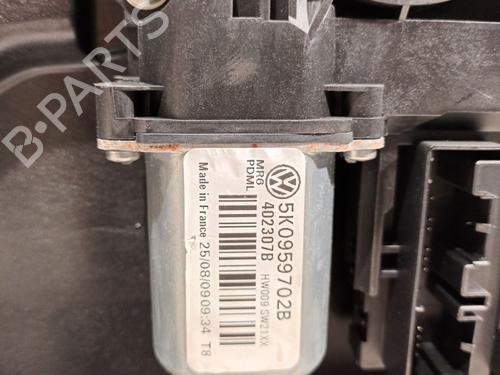 B-PARTS
5K0959702B
MRG
PDML
402307B
HW009 SW21XX
Made in France 25/08/09 09:34 T8